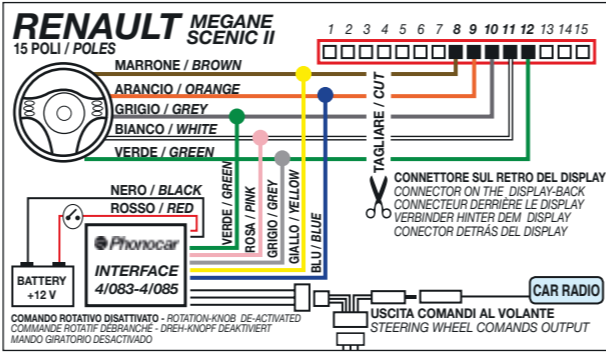 RENAULT MEGANE SCENIC II
15 POLI / POLES
1 2 3 4 5 6 7 8 9 10 11 12 13 14 15
MARRONE / BROWN
ARANCIO / ORANGE
GRIGIO / GREY
BIANCO / WHITE
VERDE / GREEN
TAGLIARE / CUT
CONNETTORE SUL RETRO DEL DISPLAY
CONNECTOR ON THE DISPLAY-BACK
CONNECTEUR DERRIÈRE LE DISPLAY
VERBINDER HINTER DEM DISPLAY
CONECTOR DETRÁS DEL DISPLAY
NERO / BLACK
ROSSO / RED
VERDE / GREEN
ROSA / PINK
GRIGIO / GREY
GIALLO / YELLOW
BLU / BLUE
Phonocar
INTERFACE
4/083-4/085
BATTERY
+12 V
CAR RADIO
USCITA COMANDI AL VOLANTE
STEERING WHEEL COMANDS OUTPUT
COMANDO ROTATIVO DISATTIVATO - ROTATION-KNOB DE-ACTIVATED
COMMANDE ROTATIF DÉBRANCHÉ - DREH-KNOPF DEAKTIVIERT
MANDO GIRATORIO DESACTIVADO